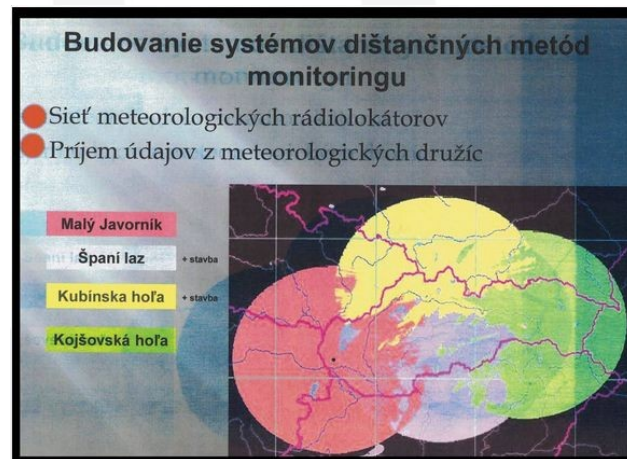 Budovanie systémov dištančných metód
monitoringu
Sieť meteorologických rádiolokátorov
Príjem údajov z meteorologických družíc
Malý Javorník
Španí laz + stavba
Kubínska hoľa + stavba
Kojšovská hoľa